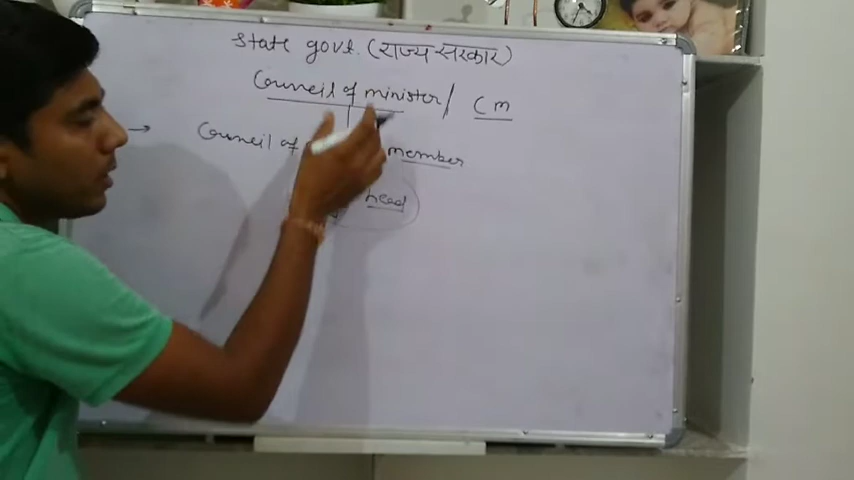 State govt. (राज्य सरकार)
Council of minister / CM
→ Council of member
head